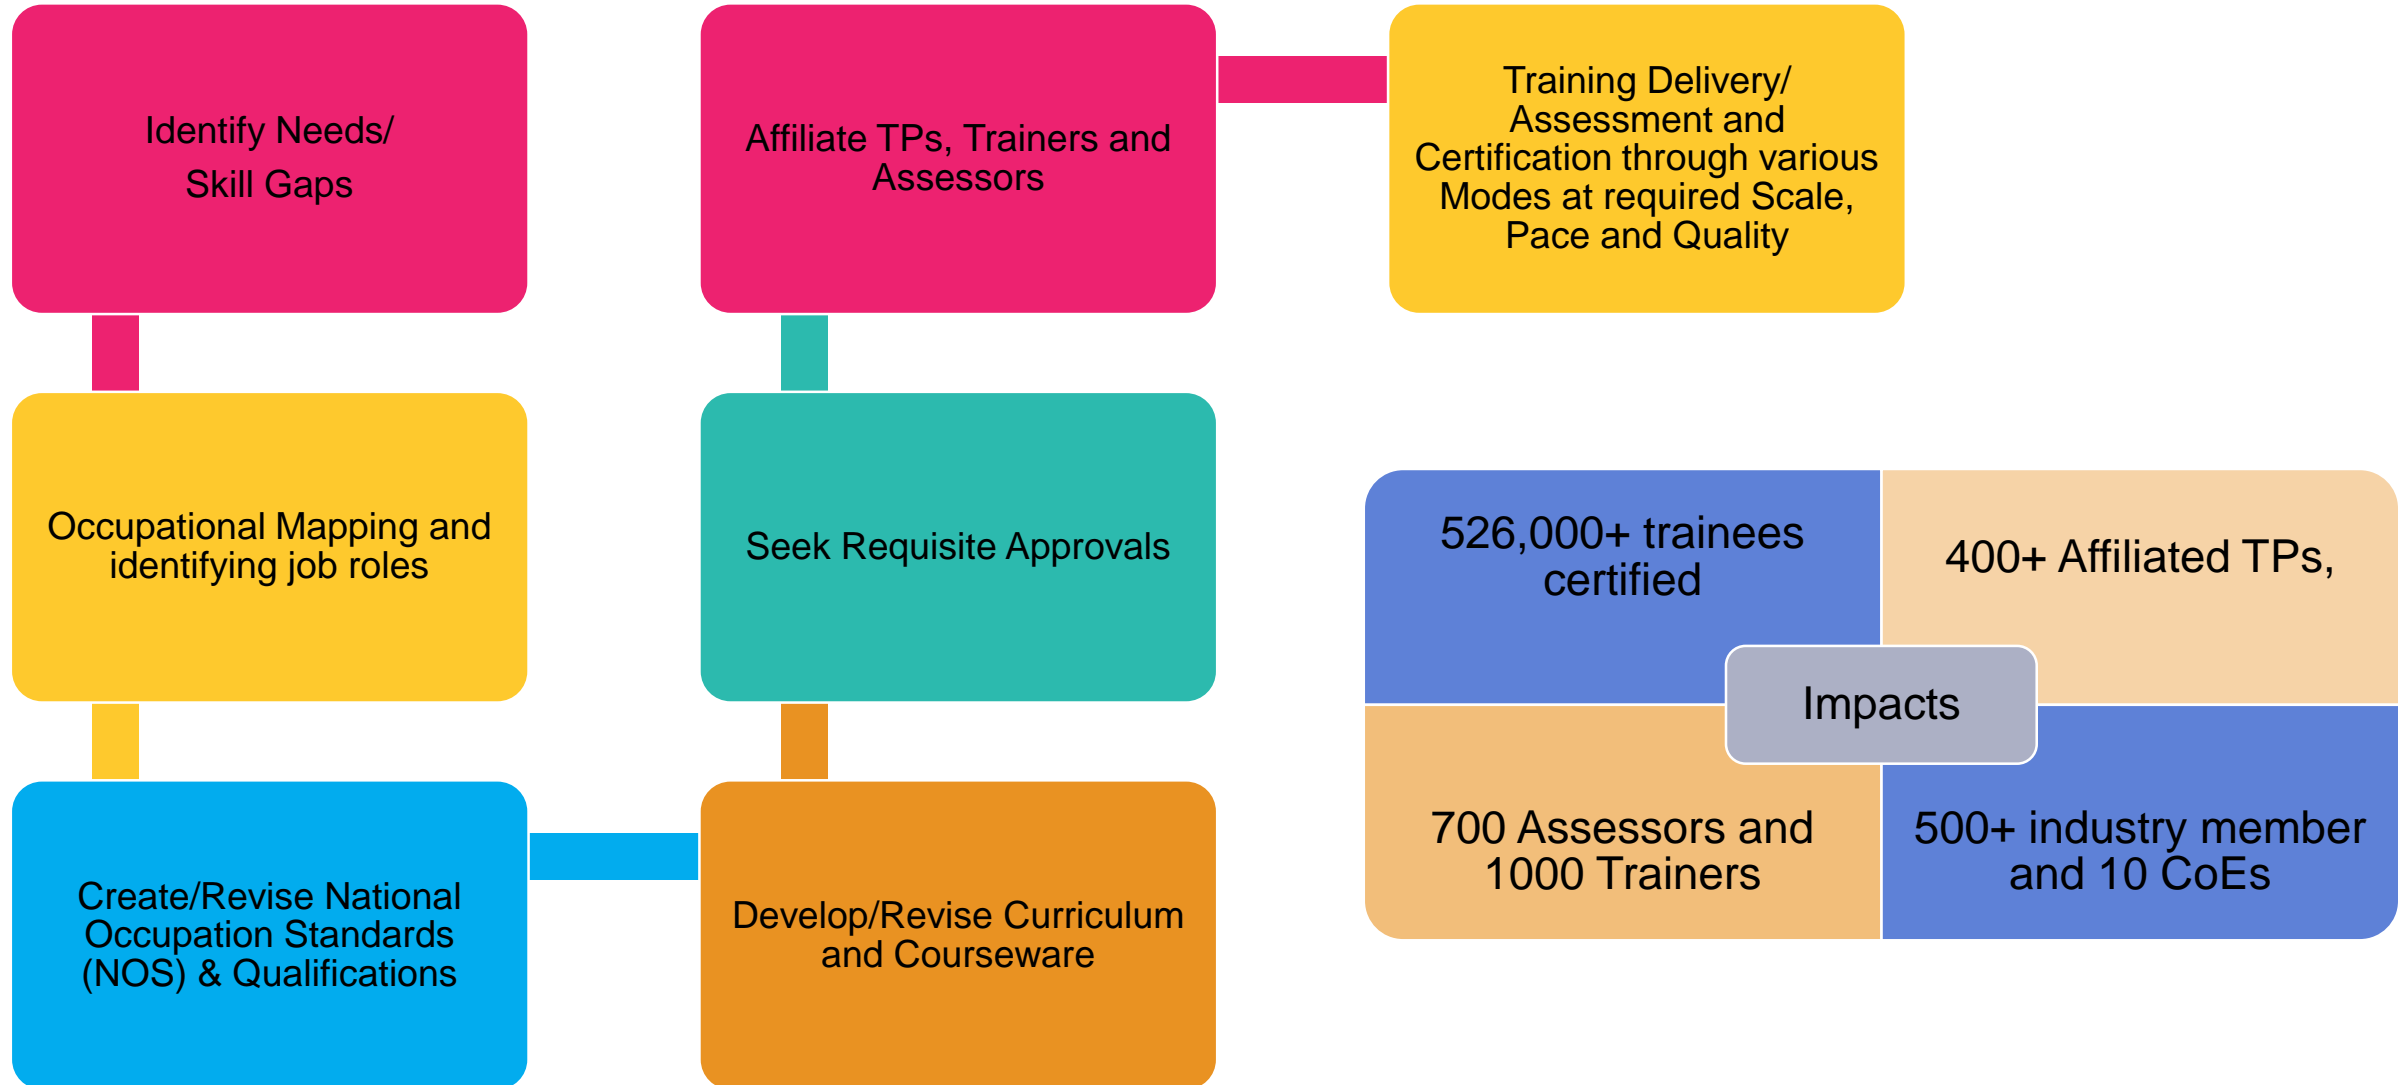 Identify Needs/
Skill Gaps
Occupational Mapping and
identifying job roles
Create/Revise National
Occupation Standards
(NOS) & Qualifications
Develop/Revise Curriculum
and Courseware
Seek Requisite Approvals
Affiliate TPs, Trainers and
Assessors
Training Delivery/
Assessment and
Certification through various
Modes at required Scale,
Pace and Quality
526,000+ trainees
certified
400+ Affiliated TPs,
Impacts
700 Assessors and
1000 Trainers
500+ industry member
and 10 CoEs